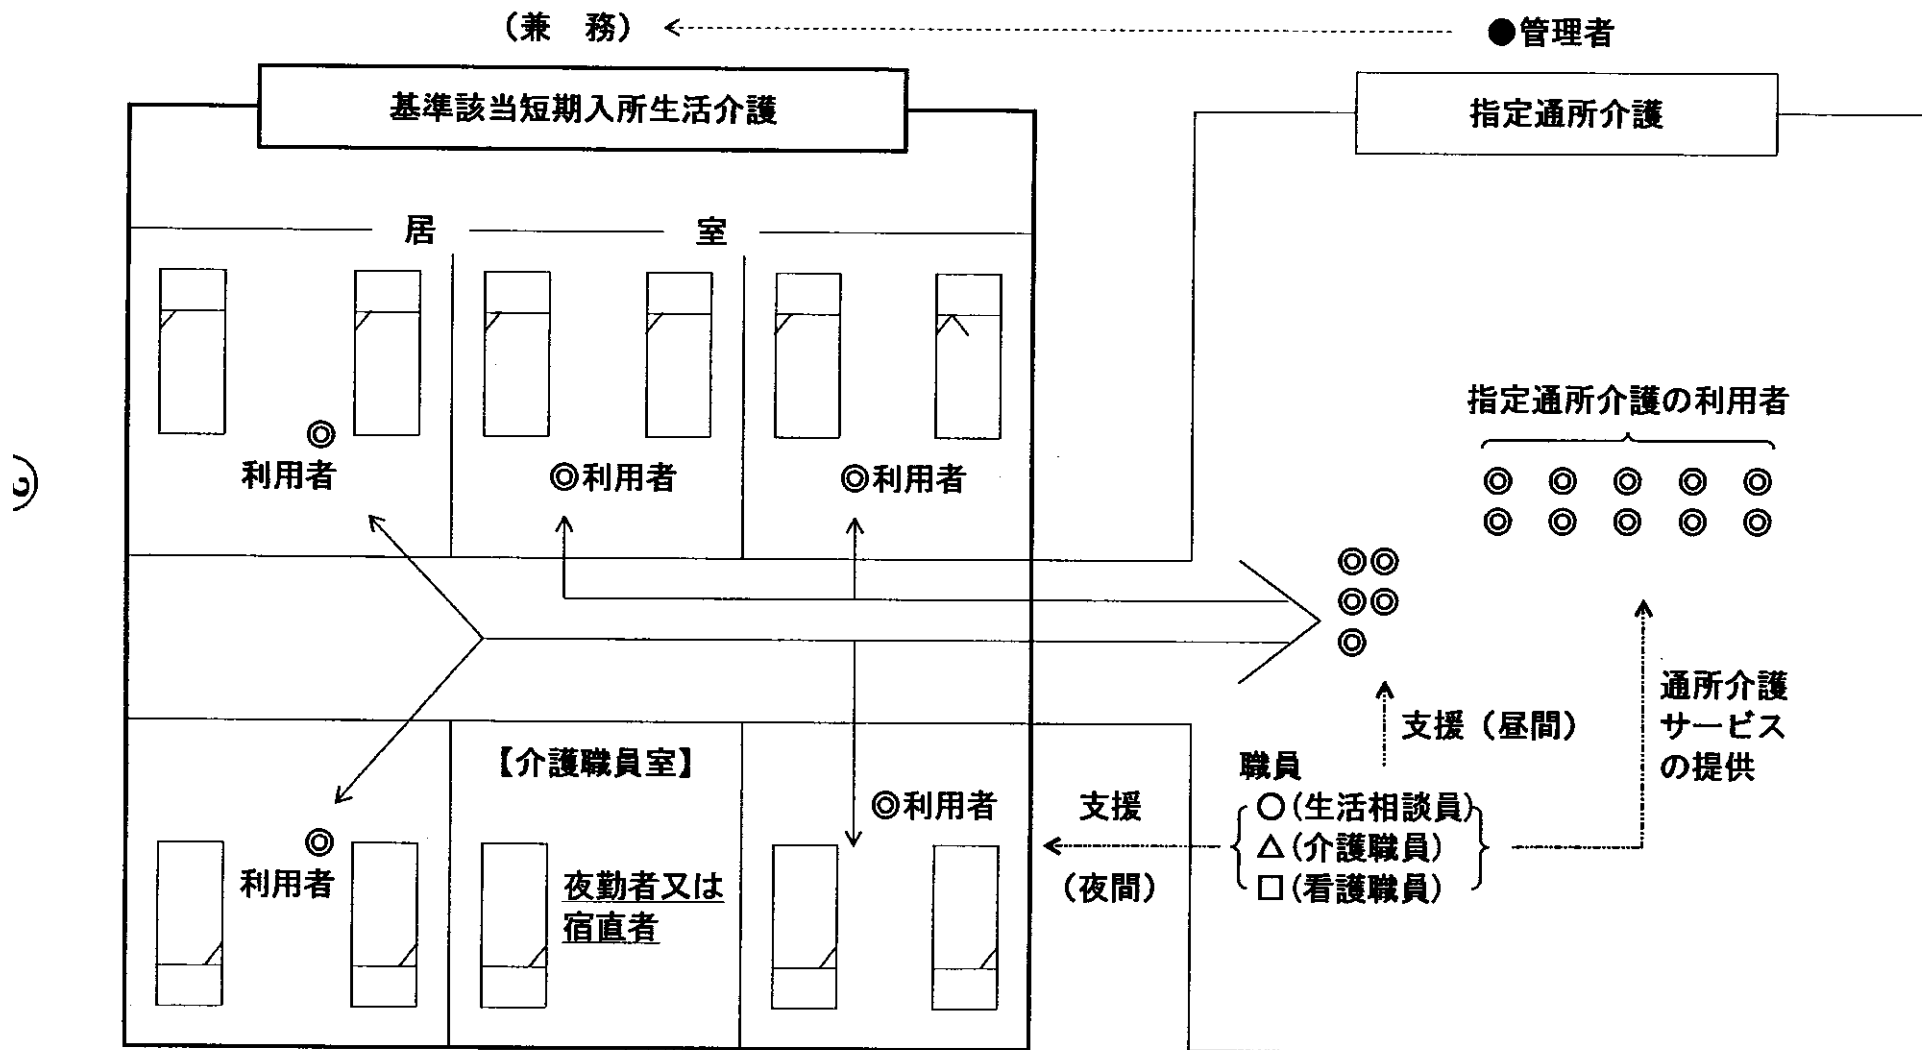 (兼　務)
●管理者
基準該当短期入所生活介護
指定通所介護
居　室
利用者
◎利用者
◎利用者
指定通所介護の利用者
【介護職員室】
利用者
夜勤者又は
宿直者
◎利用者
支援
(夜間)
支援（昼間）
職員
○(生活相談員)
△(介護職員)
□(看護職員)
通所介護
サービス
の提供